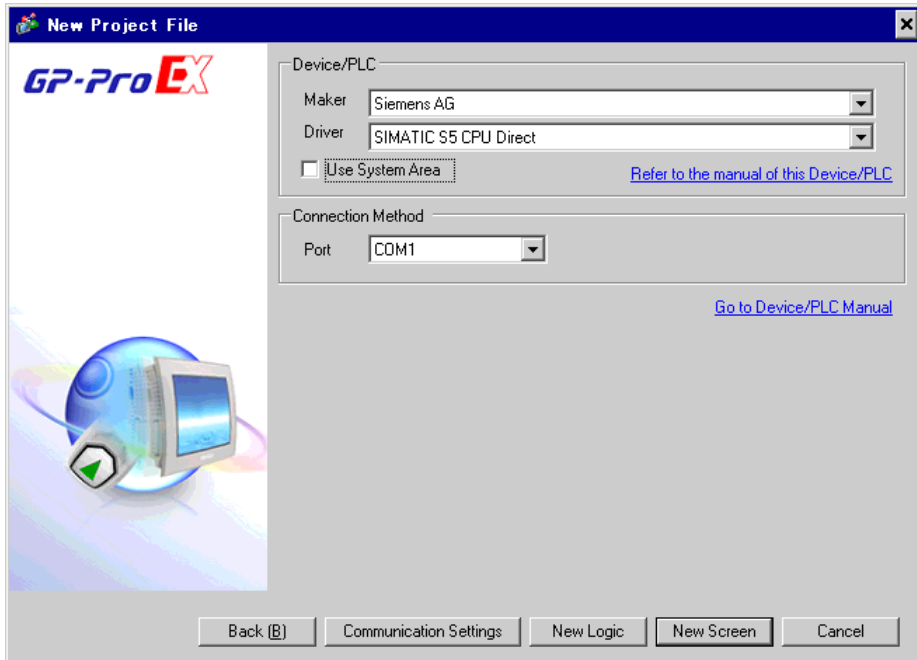 New Project File
GP-Pro EX
Device/PLC
Maker Siemens AG
Driver SIMATIC S5 CPU Direct
Use System Area Refer to the manual of this Device/PLC
Connection Method
Port COM1
Go to Device/PLC Manual
Back (B) Communication Settings New Logic New Screen Cancel